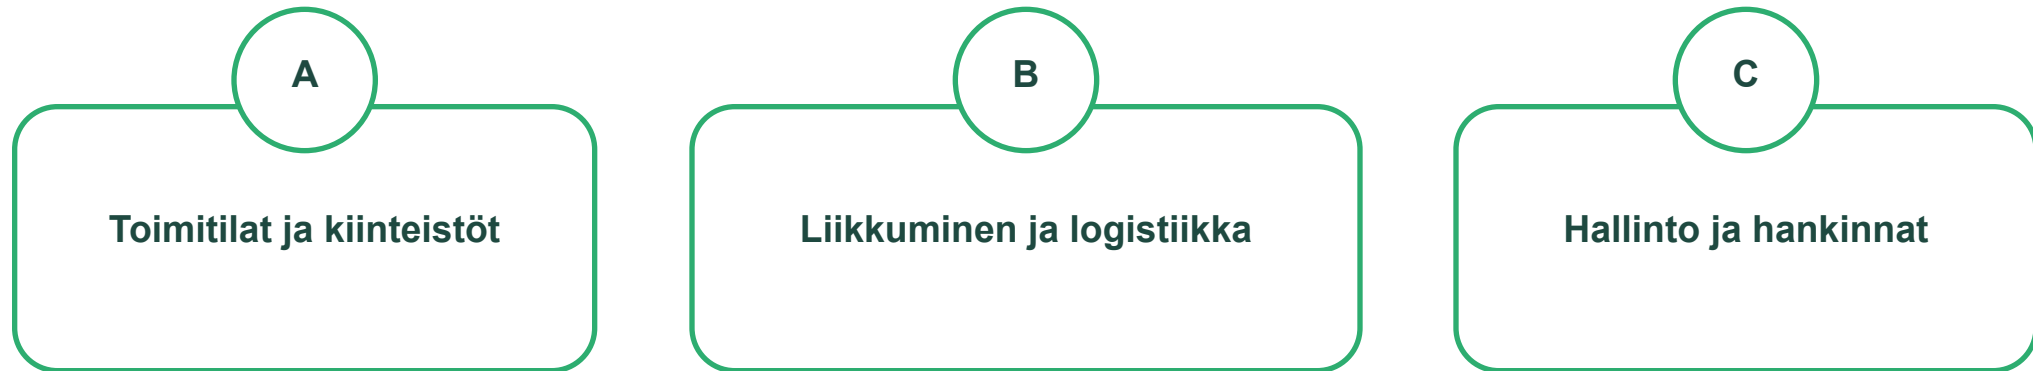 A
Toimitilat ja kiinteistöt
B
Liikkuminen ja logistiikka
C
Hallinto ja hankinnat